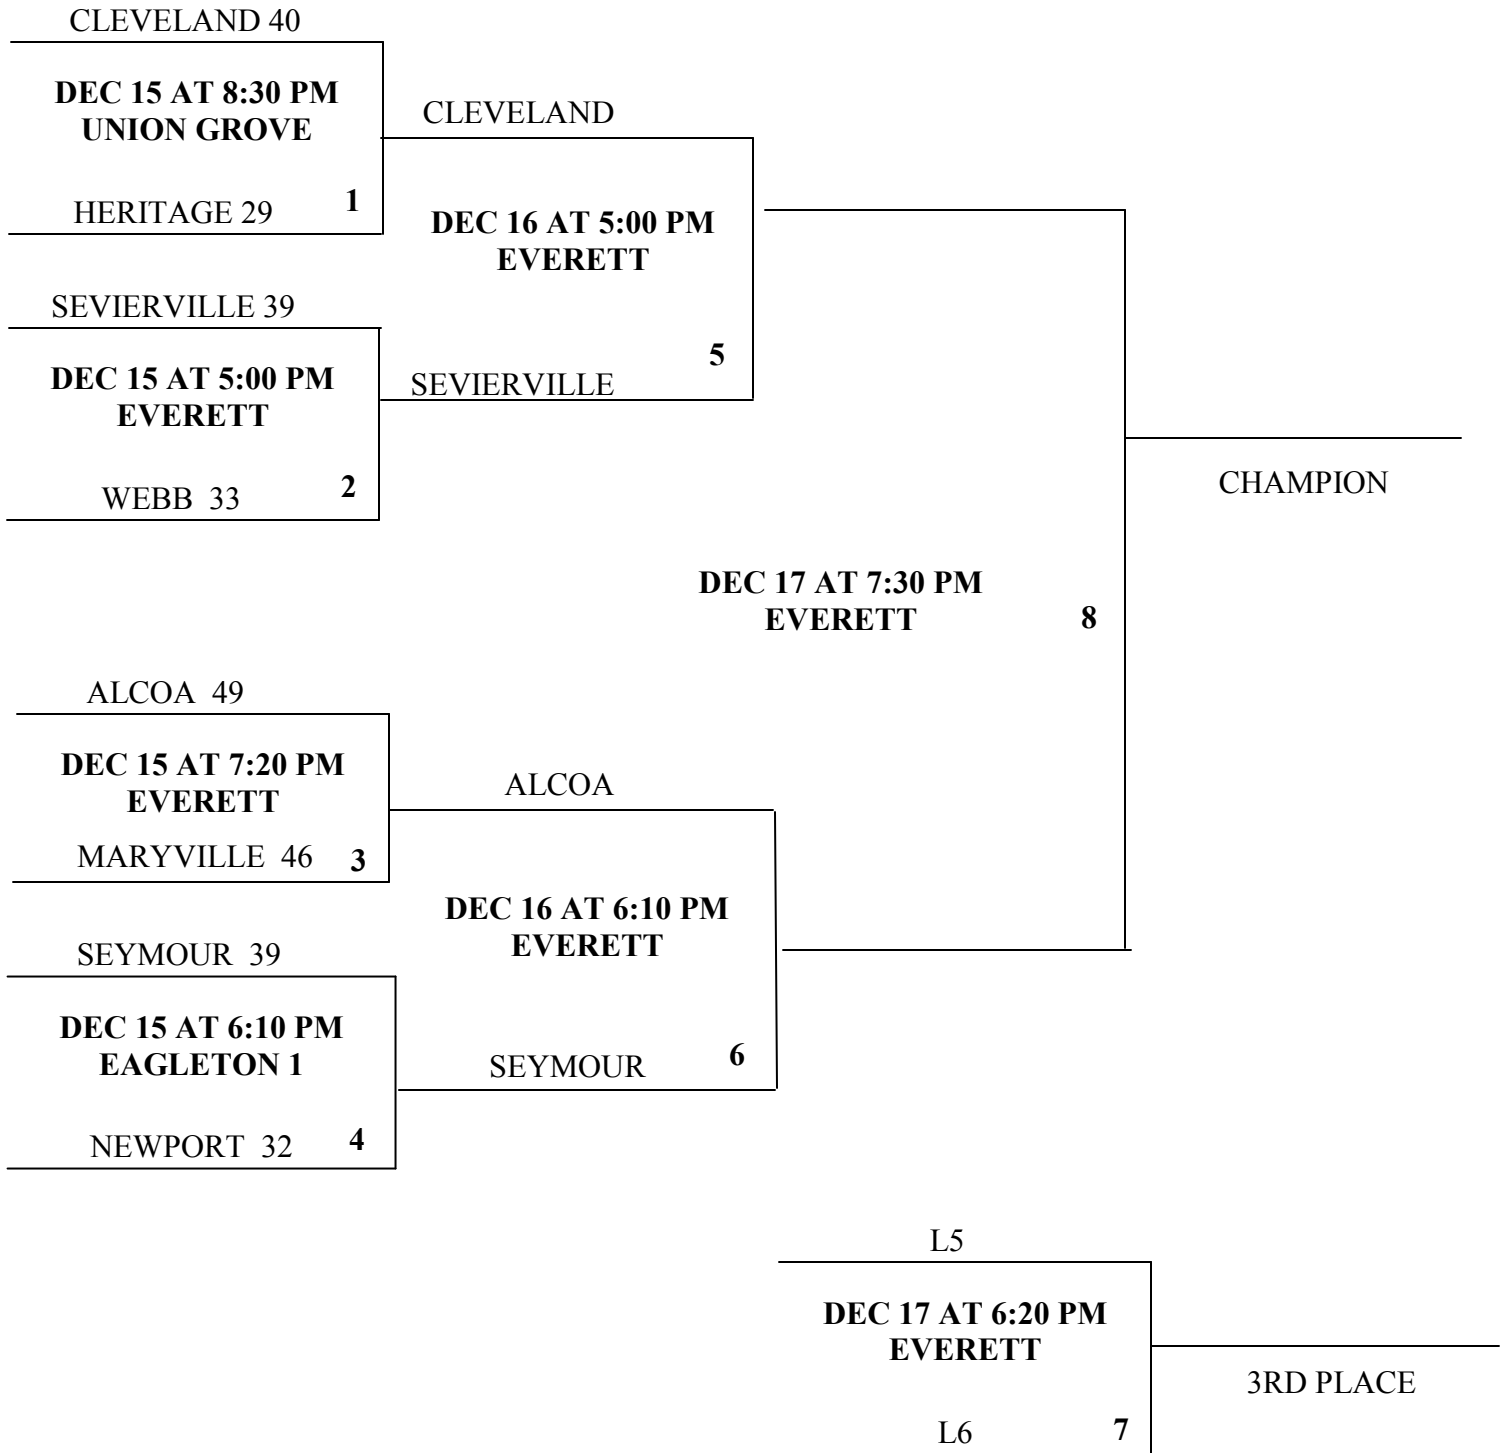 CLEVELAND 40
DEC 15 AT 8:30 PM
UNION GROVE
HERITAGE 29
1
CLEVELAND
DEC 16 AT 5:00 PM
EVERETT
5
SEVIERVILLE
SEVIERVILLE 39
DEC 15 AT 5:00 PM
EVERETT
WEBB 33
2
CHAMPION
DEC 17 AT 7:30 PM
EVERETT
8
ALCOA 49
DEC 15 AT 7:20 PM
EVERETT
MARYVILLE 46
3
ALCOA
DEC 16 AT 6:10 PM
EVERETT
6
SEYMOUR
SEYMOUR 39
DEC 15 AT 6:10 PM
EAGLETON 1
NEWPORT 32
4
L5
DEC 17 AT 6:20 PM
EVERETT
L6
7
3RD PLACE